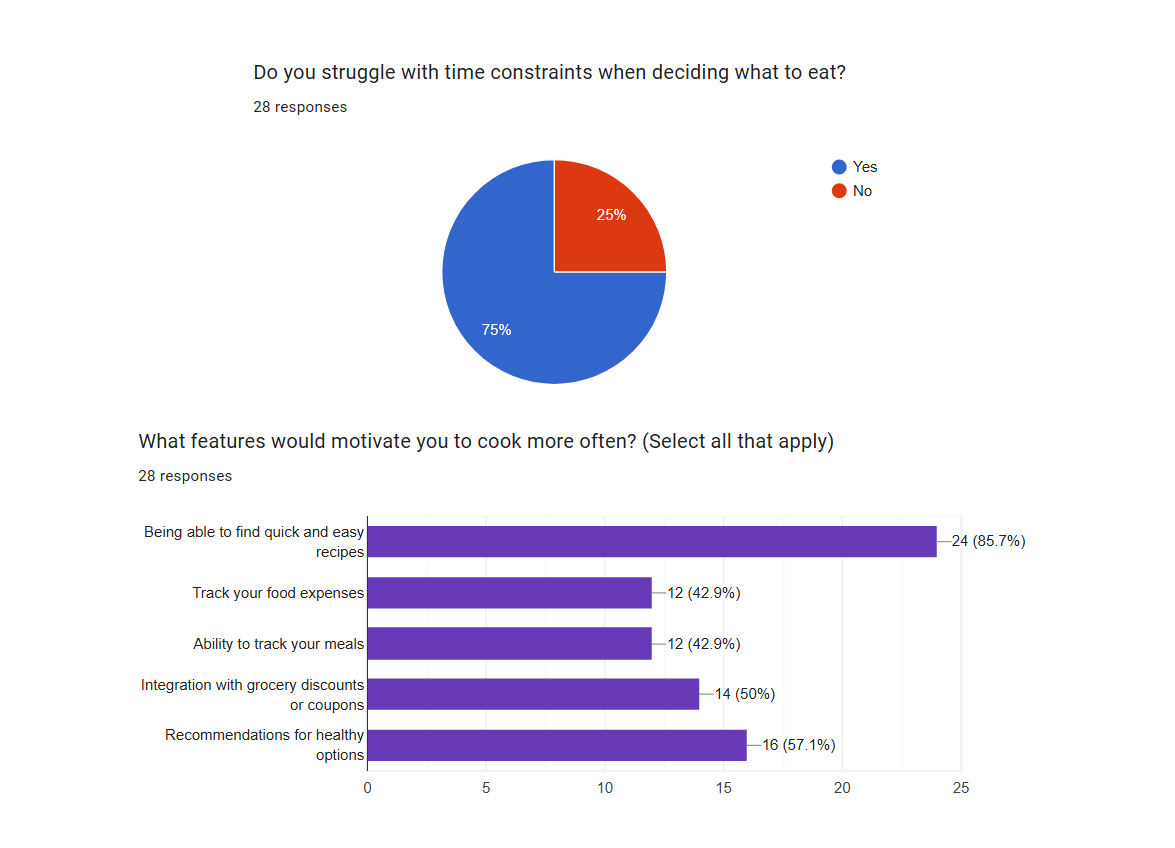 Do you struggle with time constraints when deciding what to eat?
28 responses
Yes
No
25%
75%
What features would motivate you to cook more often? (Select all that apply)
28 responses
Being able to find quick and easy
recipes
24 (85.7%)
Track your food expenses
12 (42.9%)
Ability to track your meals
12 (42.9%)
Integration with grocery discounts
or coupons
14 (50%)
Recommendations for healthy
options
16 (57.1%)
0 5 10 15 20 25